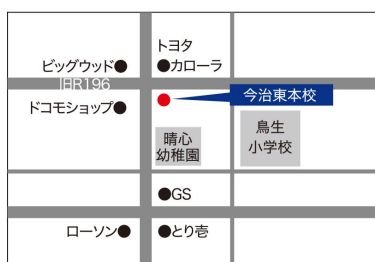 トヨタ
ビッグウッド●
●カローラ
旧R196
今治東本校
ドコモショップ●
鳥生
小学校
晴心
幼稚園
●GS
ローソン●
●とり壱